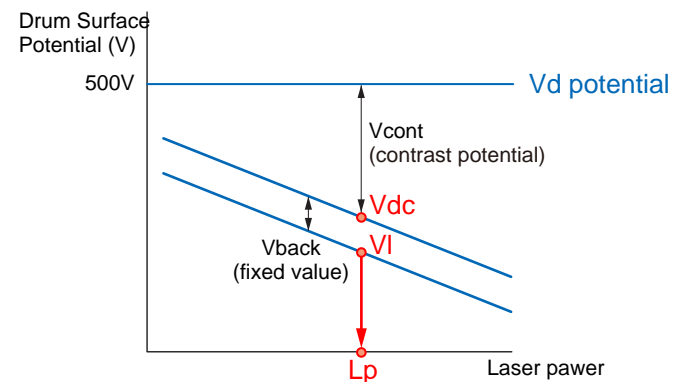 Drum Surface
Potential (V)
500V
Vd potential
Vcont
(contrast potential)
Vdc
Vback
(fixed value)
Vl
Lp
Laser pawer